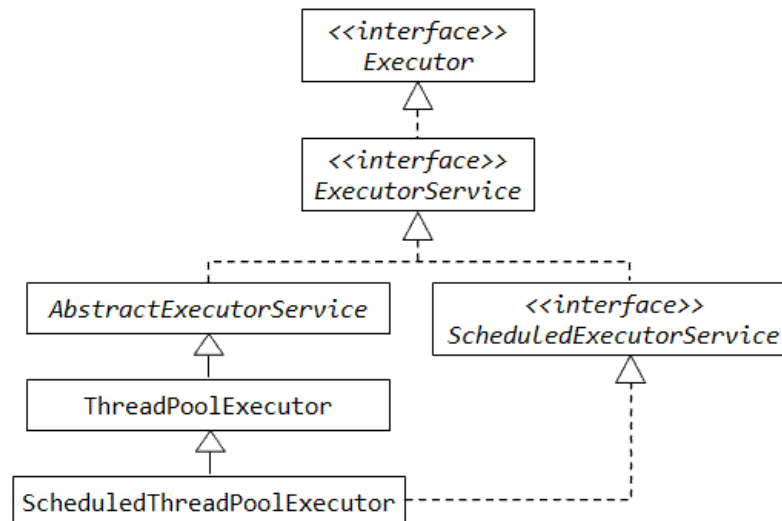 <<interface>>
Executor
<<interface>>
ExecutorService
AbstractExecutorService
<<interface>>
ScheduledExecutorService
ThreadPoolExecutor
ScheduledThreadPoolExecutor